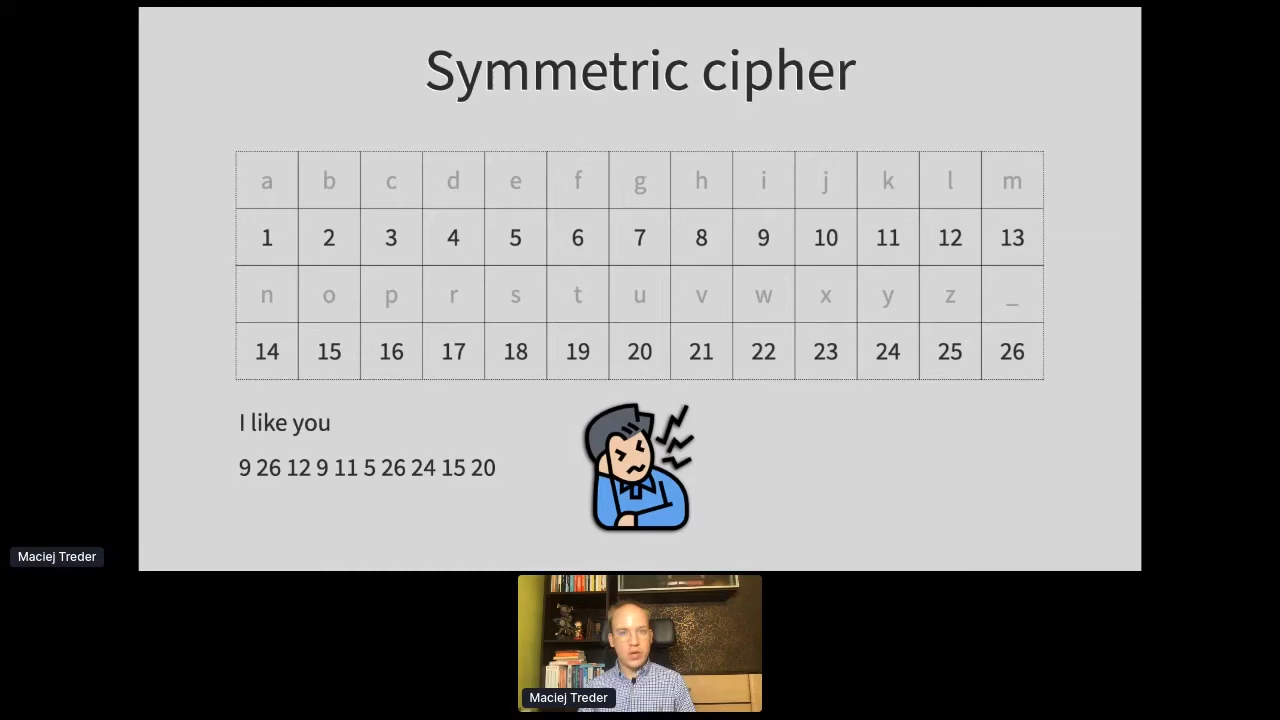 Symmetric cipher
a b c d e f g h i j k l m
1 2 3 4 5 6 7 8 9 10 11 12 13
n o p r s t u v w x y z _
14 15 16 17 18 19 20 21 22 23 24 25 26
I like you
9 26 12 9 11 5 26 24 15 20
Maciej Treder
Maciej Treder